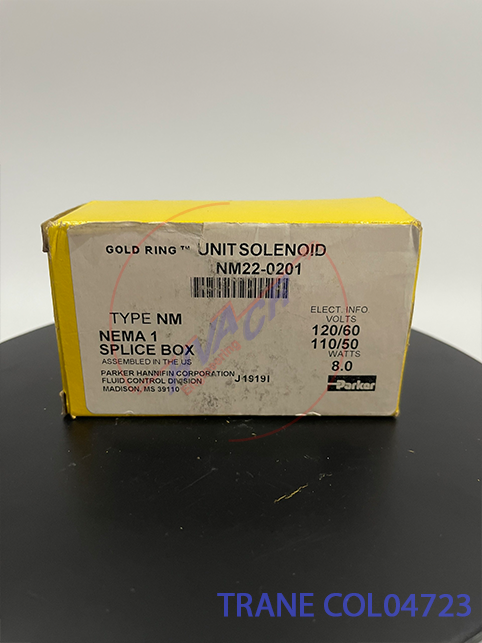 GOLD RING™ UNIT SOLENOID
NM22-0201
TYPE NM
NEMA 1
SPLICE BOX
ASSEMBLED IN THE US
PARKER HANNIFIN CORPORATION
FLUID CONTROL DIVISION
MADISON, MS 39110
J1919I
ELECT. INFO
VOLTS
120/60
110/50
WATTS
8.0
Parker
TRANE COL04723